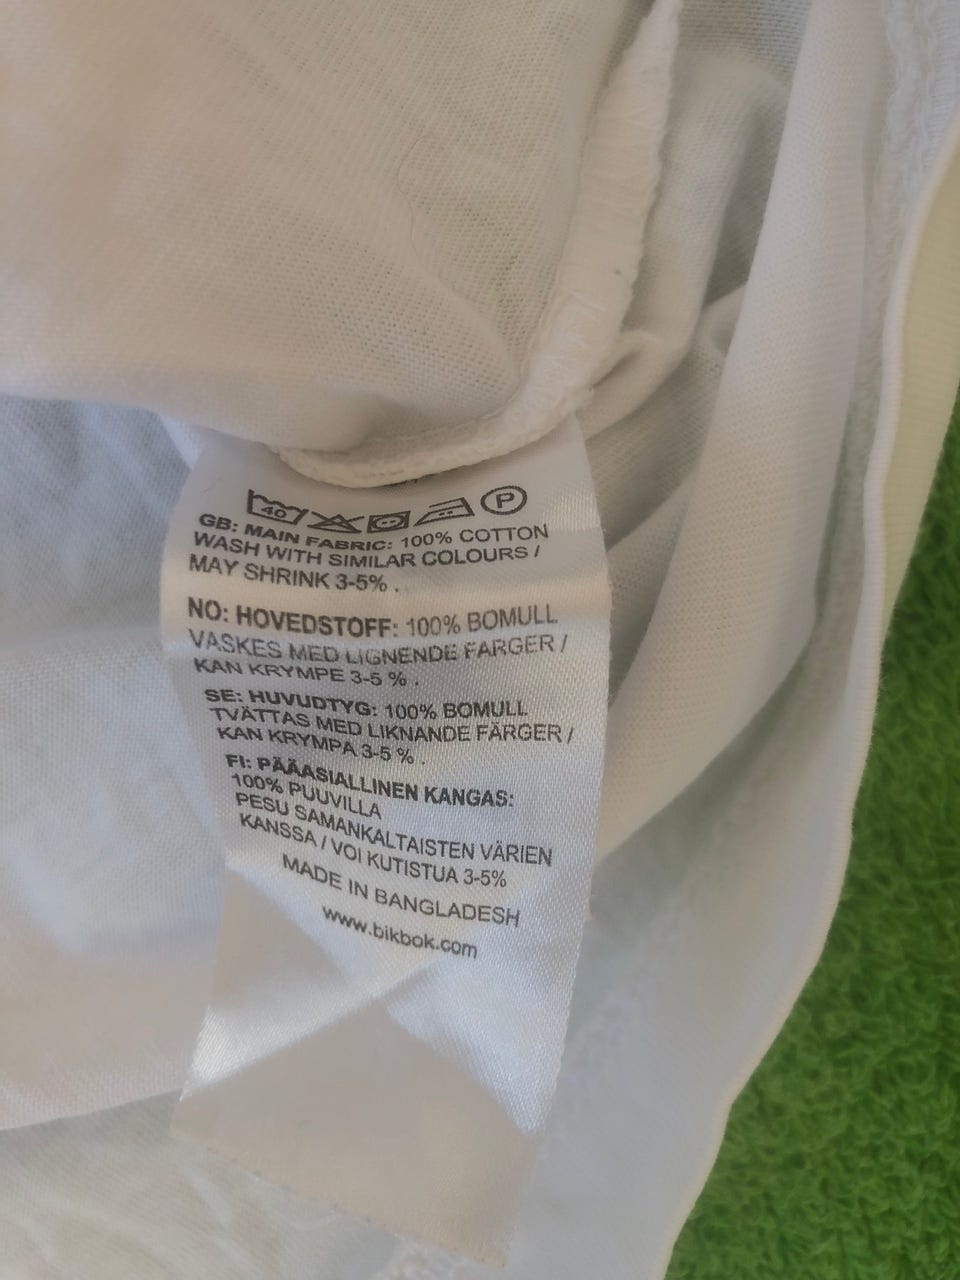 40 P
GB: MAIN FABRIC: 100% COTTON
WASH WITH SIMILAR COLOURS /
MAY SHRINK 3-5% .
NO: HOVEDSTOFF: 100% BOMULL
VASKES MED LIGNENDE FARGER /
KAN KRYMPE 3-5 % .
SE: HUVUDTYG: 100% BOMULL
TVÄTTAS MED LIKNANDE FÄRGER /
KAN KRYMPA 3-5 % .
FI: PÄÄASIALLINEN KANGAS:
100% PUUVILLA
PESU SAMANKALTAISTEN VÄRIEN
KANSSA / VOI KUTISTUA 3-5%
MADE IN BANGLADESH
www.bikbok.com